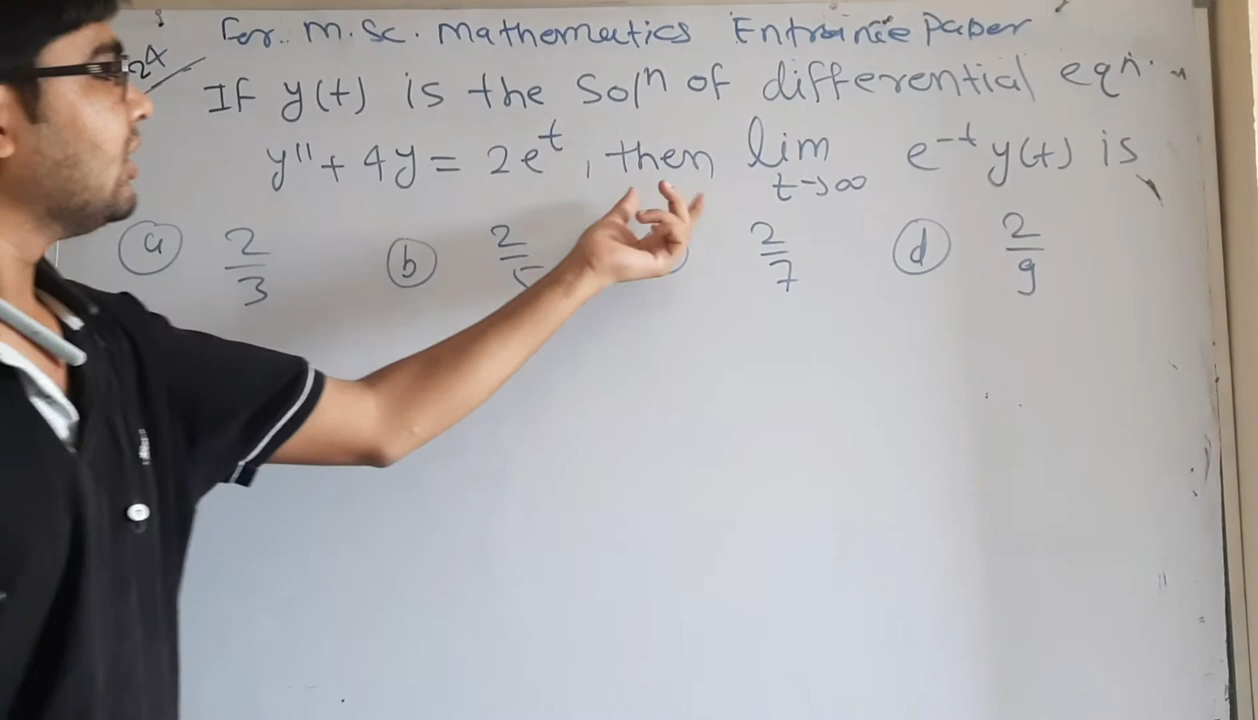 For.. M.Sc. Mathematics Entrance Paper
If y(t) is the Solⁿ of differential eqⁿ.
y'' + 4y = 2e^t, then lim t→∞ e^-t y(t) is
(a) 2/3 (b) 2/5 2/7 (d) 2/9